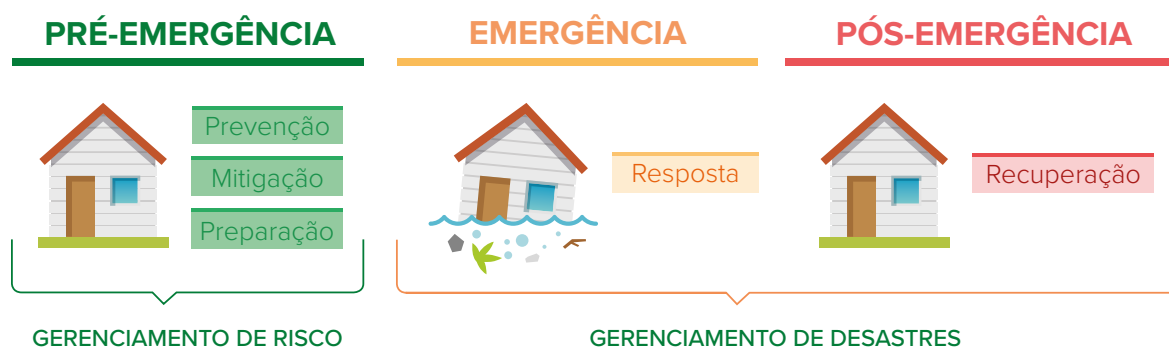 PRÉ-EMERGÊNCIA
EMERGÊNCIA
PÓS-EMERGÊNCIA
Prevenção
Mitigação
Preparação
Resposta
Recuperação
GERENCIAMENTO DE RISCO
GERENCIAMENTO DE DESASTRES